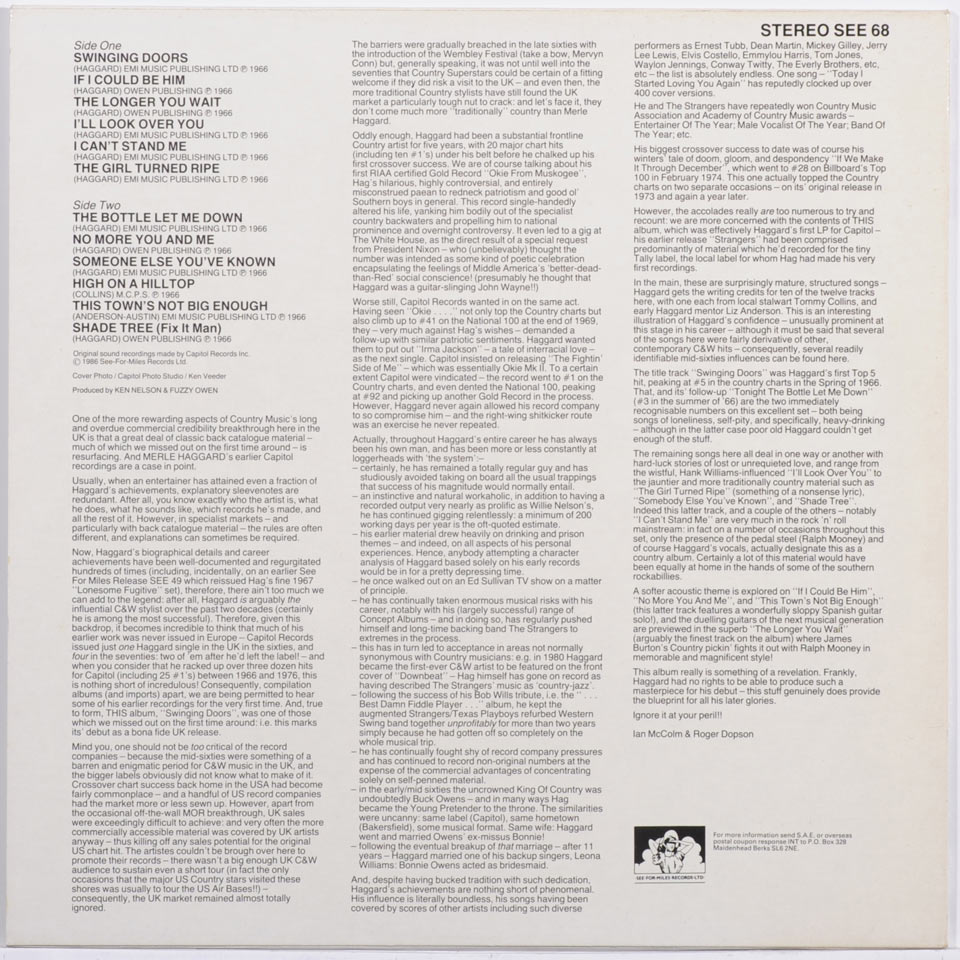 STEREO SEE 68
Side One
SWINGING DOORS
(HAGGARD) EMI MUSIC PUBLISHING LTD ℗ 1966
IF I COULD BE HIM
(HAGGARD) OWEN PUBLISHING ℗ 1966
THE LONGER YOU WAIT
(HAGGARD) OWEN PUBLISHING ℗ 1966
I'LL LOOK OVER YOU
(HAGGARD) EMI MUSIC PUBLISHING LTD ℗ 1966
I CAN'T STAND ME
(HAGGARD) EMI MUSIC PUBLISHING LTD ℗ 1966
THE GIRL TURNED RIPE
(HAGGARD) EMI MUSIC PUBLISHING LTD ℗ 1966
Side Two
THE BOTTLE LET ME DOWN
(HAGGARD) EMI MUSIC PUBLISHING LTD ℗ 1966
NO MORE YOU AND ME
(HAGGARD) OWEN PUBLISHING ℗ 1966
SOMEONE ELSE YOU'VE KNOWN
(HAGGARD) EMI MUSIC PUBLISHING LTD ℗ 1966
HIGH ON A HILLTOP
(COLLINS) M.C.P.S. ℗ 1966
THIS TOWN'S NOT BIG ENOUGH
(ANDERSON-AUSTIN) EMI MUSIC PUBLISHING LTD ℗ 1966
SHADE TREE (Fix It Man)
(HAGGARD) OWEN PUBLISHING ℗ 1966
Original sound recordings made by Capitol Records Inc.
© 1986 See-For-Miles Records Ltd.
Cover Photo / Capitol Photo Studio / Ken Veeder
Produced by KEN NELSON & FUZZY OWEN
One of the more rewarding aspects of Country Music's long
and overdue commercial credibility breakthrough here in the
UK is that a great deal of classic back catalogue material –
much of which we missed out on the first time around – is
resurfacing. And MERLE HAGGARD's earlier Capitol
recordings are a case in point.
Usually, when an entertainer has attained even a fraction of
Haggard's achievements, explanatory sleevenotes are
redundant. After all, you know exactly who the artist is, what
he does, what he sounds like, which records he's made, and
all the rest of it. However, in specialist markets – and
particularly with back catalogue material – the rules are often
different, and explanations can sometimes be required.
Now, Haggard's biographical details and career
achievements have been well-documented and regurgitated
hundreds of times (including, incidentally, on an earlier See
For Miles Release SEE 49 which reissued Hag's fine 1967
"Lonesome Fugitive" set), therefore, there ain't too much we
can add to the legend: after all, Haggard is arguably the
influential C&W stylist over the past two decades (certainly
he is among the most successful). Therefore, given this
backdrop, it becomes incredible to think that much of his
earlier work was never issued in Europe – Capitol Records
issued just one Haggard single in the UK in the sixties, and
four in the seventies: two of 'em after he'd left the label! – and
when you consider that he racked up over three dozen hits
for Capitol (including 25 #1's) between 1966 and 1976, this
is nothing short of incredulous! Consequently, compilation
albums (and imports) apart, we are being permitted to hear
some of his earlier recordings for the very first time. And, true
to form, THIS album, "Swinging Doors", was as one of those
which we missed out on the first time around: i.e. this marks
its' debut as a bona fide UK release.
Mind you, one should not be too critical of the record
companies – because the mid-sixties were something of a
barren and enigmatic period for C&W music in the UK, and
the bigger labels obviously did not know what to make of it.
Crossover chart success back home in the USA had become
fairly commonplace – and a handful of US record companies
had the market more or less sewn up. However, apart from
the occasional off-the-wall MOR breakthrough, UK sales
were exceedingly difficult to achieve: and very often the more
commercially accessible material was covered by UK artists
anyway – thus killing off any sales potential for the original
US chart hit. The artists couldn't be brough over here to
promote their records – there wasn't a big enough UK C&W
audience to sustain even a short tour (in fact the only
occasions that the major US Country stars visited these
shores was usually to tour the US Air Bases!!) –
consequently, the UK market remained almost totally
ignored.
The barriers were gradually breached in the late sixties with
the introduction of the Wembley Festival (take a bow, Mervyn
Conn) but, generally speaking, it was not until well into the
seventies that Country Superstars could be certain of a fitting
welcome if they did risk a visit to the UK – and even then, the
more traditional Country stylists have still found the UK
market a particularly tough nut to crack: and let's face it, they
don't come much more "traditionally" country than Merle
Haggard.
Oddly enough, Haggard had been a substantial frontline
Country artist for five years, with 20 major chart hits
(including ten #1's) under his belt before he chalked up his
first crossover success. We are of course talking about his
first RIAA certified Gold Record "Okie From Muskogee",
Hag's hilarious, highly controversial, and entirely
misconstrued paean to redneck patriotism and good ol'
Southern boys in general. This record single-handedly
altered his life, yanking him bodily out of the specialist
country backwaters and propelling him to national
prominence and overnight controversy. It even led to a gig at
The White House, as the direct result of a special request
from President Nixon – who (unbelievably) thought the
number was intended as some kind of poetic celebration
encapsulating the feelings of Middle America's 'better-dead-
than-Red' social conscience! (presumably he thought that
Haggard was a guitar-slinging John Wayne!!)
Worse still, Capitol Records wanted in on the same act.
Having seen "Okie . . . ." not only top the Country charts but
also climb up to #41 on the National 100 at the end of 1969,
they – very much against Hag's wishes – demanded a
follow-up with similar patriotic sentiments. Haggard wanted
them to put out "Irma Jackson" – a tale of interracial love –
as the next single. Capitol insisted on releasing "The Fightin'
Side of Me" – which was essentially Okie Mk II. To a certain
extent Capitol were vindicated – the record went to #1 on the
Country charts, and even dented the National 100, peaking
at #92 and picking up another Gold Record in the process.
However, Haggard never again allowed his record company
to so compromise him – and the right-wing shitkicker route
was an exercise he never repeated.
Actually, throughout Haggard's entire career he has always
been his own man, and has been more or less constantly at
loggerheads with 'the system':–
– certainly, he has remained a totally regular guy and has
studiously avoided taking on board all the usual trappings
that success of his magnitude would normally entail.
– an instinctive and natural workaholic, in addition to having a
recorded output very nearly as prolific as Willie Nelson's,
he has continued gigging relentlessly: a minimum of 200
working days per year is the oft-quoted estimate.
– his earlier material drew heavily on drinking and prison
themes – and indeed, on all aspects of his personal
experiences. Hence, anybody attempting a character
analysis of Haggard based solely on his early records
would be in for a pretty depressing time.
– he once walked out on an Ed Sullivan TV show on a matter
of principle.
– he has continually taken enormous musical risks with his
career, notably with his (largely successful) range of
Concept Albums – and in doing so, has regularly pushed
himself and long-time backing band The Strangers to
extremes in the process.
– this has in turn led to acceptance in areas not normally
synonymous with Country musicians: e.g. in 1980 Haggard
became the first-ever C&W artist to be featured on the front
cover of "Downbeat" – Hag himself has gone on record as
having described The Strangers' music as 'country-jazz'.
– following the success of his Bob Wills tribute, i.e. the " . . .
Best Damn Fiddle Player . . ." album, he kept the
augmented Strangers/Texas Playboys refurbed Western
Swing band together unprofitably for more than two years
simply because he had gotten off so completely on the
whole musical trip.
– he has continually fought shy of record company pressures
and has continued to record non-original numbers at the
expense of the commercial advantages of concentrating
solely on self-penned material.
– in the early/mid sixties the uncrowned King Of Country was
undoubtedly Buck Owens – and in many ways Hag
became the Young Pretender to the throne. The similarities
were uncanny: same label (Capitol), same hometown
(Bakersfield), some musical format. Same wife: Haggard
went and married Owens' ex-missus Bonnie!
– following the eventual breakup of that marriage – after 11
years – Haggard married one of his backup singers, Leona
Williams: Bonnie Owens acted as bridesmaid.
And, despite having bucked tradition with such dedication,
Haggard's achievements are nothing short of phenomenal.
His influence is literally boundless, his songs having been
covered by scores of other artists including such diverse
performers as Ernest Tubb, Dean Martin, Mickey Gilley, Jerry
Lee Lewis, Elvis Costello, Emmylou Harris, Tom Jones,
Waylon Jennings, Conway Twitty, The Everly Brothers, etc,
etc – the list is absolutely endless. One song – "Today I
Started Loving You Again" has reputedly clocked up over
400 cover versions.
He and The Strangers have repeatedly won Country Music
Association and Academy of Country Music awards –
Entertainer Of The Year; Male Vocalist Of The Year; Band Of
The Year; etc.
His biggest crossover success to date was of course his
winters' tale of doom, gloom, and despondency "If We Make
It Through December", which went to #28 on Billboard's Top
100 in February 1974. This one actually topped the Country
charts on two separate occasions – on its' original release in
1973 and again a year later.
However, the accolades really are too numerous to try and
recount: we are more concerned with the contents of THIS
album, which was effectively Haggard's first LP for Capitol –
his earlier release "Strangers" had been comprised
predominantly of material which he'd recorded for the tiny
Tally label, the local label for whom Hag had made his very
first recordings.
In the main, these are surprisingly mature, structured songs –
Haggard gets the writing credits for ten of the twelve tracks
here, with one each from local stalwart Tommy Collins, and
early Haggard mentor Liz Anderson. This is an interesting
illustration of Haggard's confidence – unusually prominent at
this stage in his career – although it must be said that several
of the songs here were fairly derivative of other,
contemporary C&W hits – consequently, several readily
identifiable mid-sixties influences can be found here.
The title track "Swinging Doors" was Haggard's first Top 5
hit, peaking at #5 in the country charts in the Spring of 1966.
That, and its' follow-up "Tonight The Bottle Let Me Down"
(#3 in the summer of '66) are the two immediately
recognisable numbers on this excellent set – both being
songs of loneliness, self-pity, and specifically, heavy-drinking
– although in the latter case poor old Haggard couldn't get
enough of the stuff.
The remaining songs here all deal in one way or another with
hard-luck stories of lost or unrequieted love, and range from
the wistful, Hank Williams-influenced "I'll Look Over You" to
the jauntier and more traditionally country material such as
"The Girl Turned Ripe" (something of a nonsense lyric),
"Somebody Else You've Known", and "Shade Tree".
Indeed this latter track, and a couple of the others – notably
"I Can't Stand Me" are very much in the rock 'n' roll
mainstream: in fact on a number of occasions throughout this
set, only the presence of the pedal steel (Ralph Mooney) and
of course Haggard's vocals, actually designate this as a
country album. Certainly a lot of this material would have
been equally at home in the hands of some of the southern
rockabillies.
A softer acoustic theme is explored on "If I Could Be Him",
"No More You And Me", and "This Town's Not Big Enough"
(this latter track features a wonderfully sloppy Spanish guitar
solo!), and the duelling guitars of the next musical generation
are previewed in the superb "The Longer You Wait"
(arguably the finest track on the album) where James
Burton's Country pickin' fights it out with Ralph Mooney in
memorable and magnificent style!
This album really is something of a revelation. Frankly,
Haggard had no rights to be able to produce such a
masterpiece for his debut – this stuff genuinely does provide
the blueprint for all his later glories.
Ignore it at your peril!!
Ian McColm & Roger Dopson
SEE·FOR·MILES RECORDS·LTD·
For more information send S.A.E. or overseas
postal coupon response INT to P.O. Box 328
Maidenhead Berks SL6 2NE.